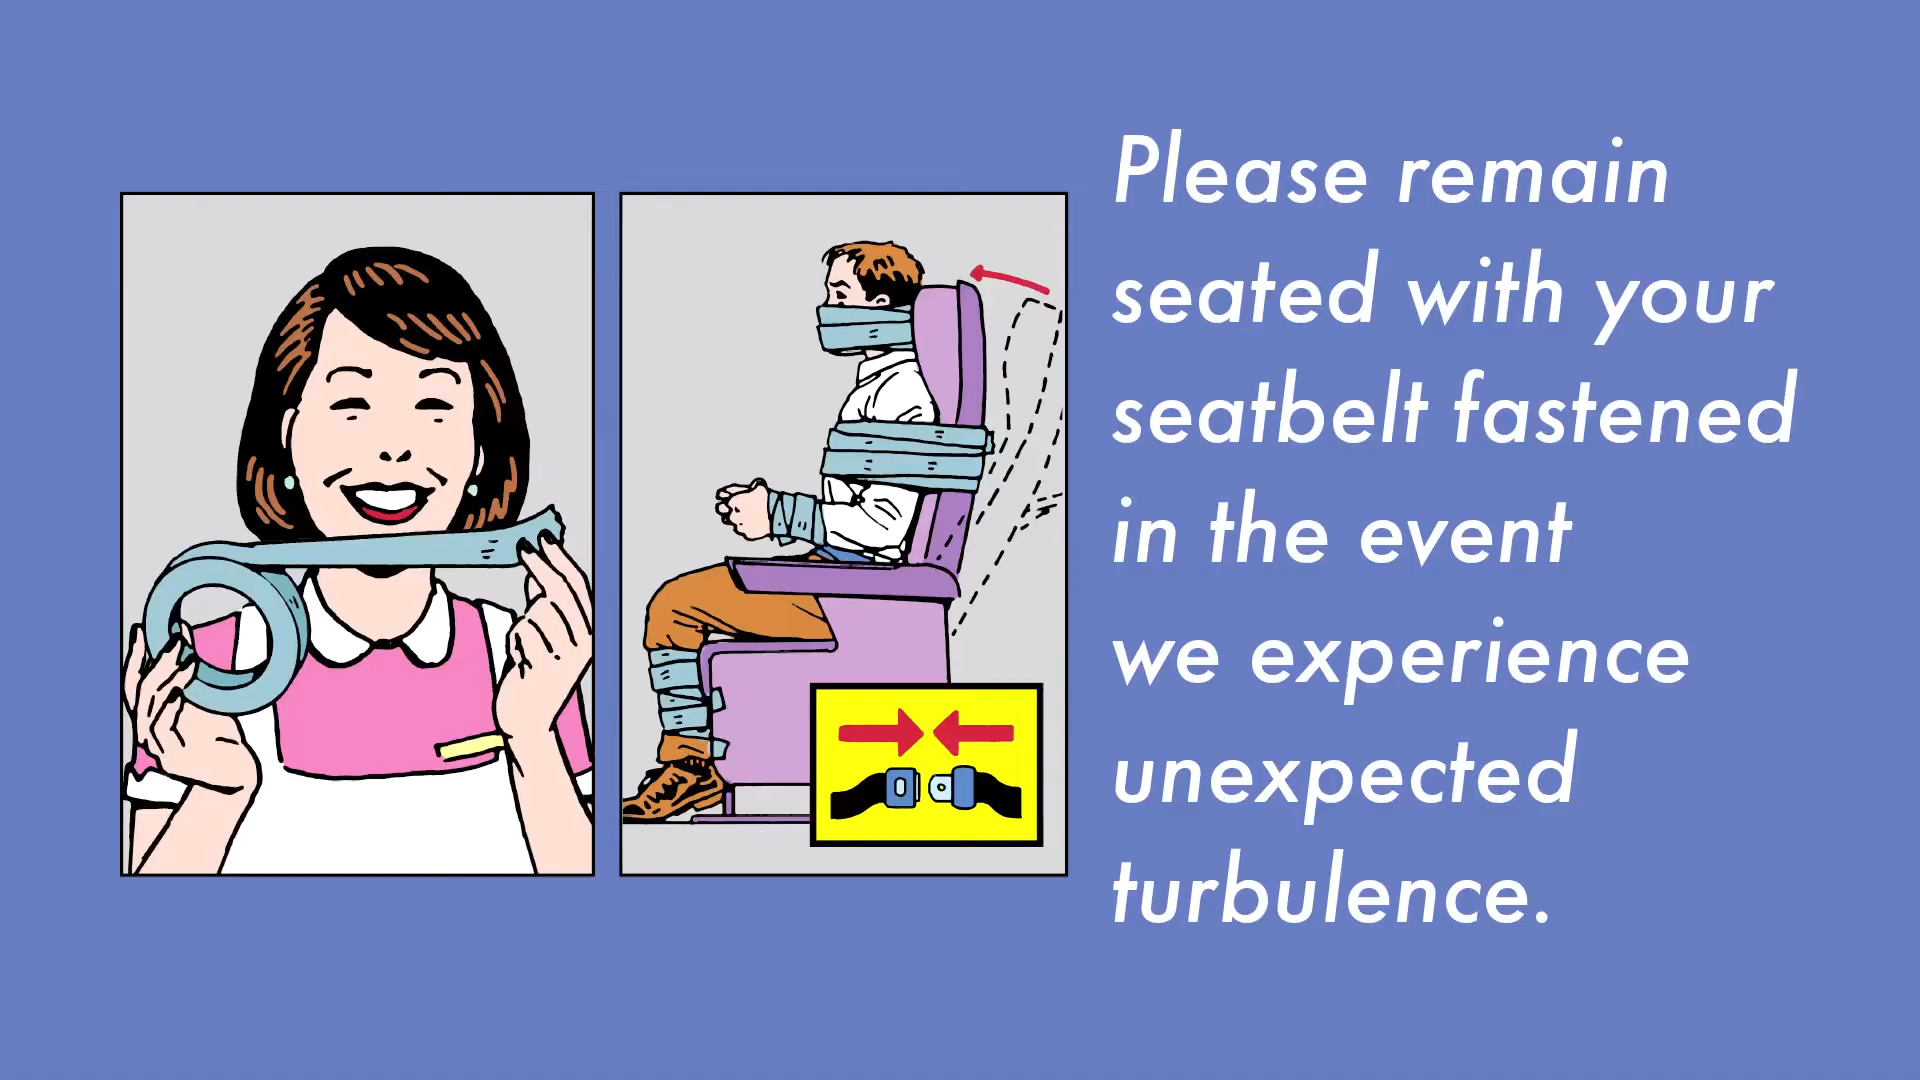 Please remain
seated with your
seatbelt fastened
in the event
we experience
unexpected
turbulence.